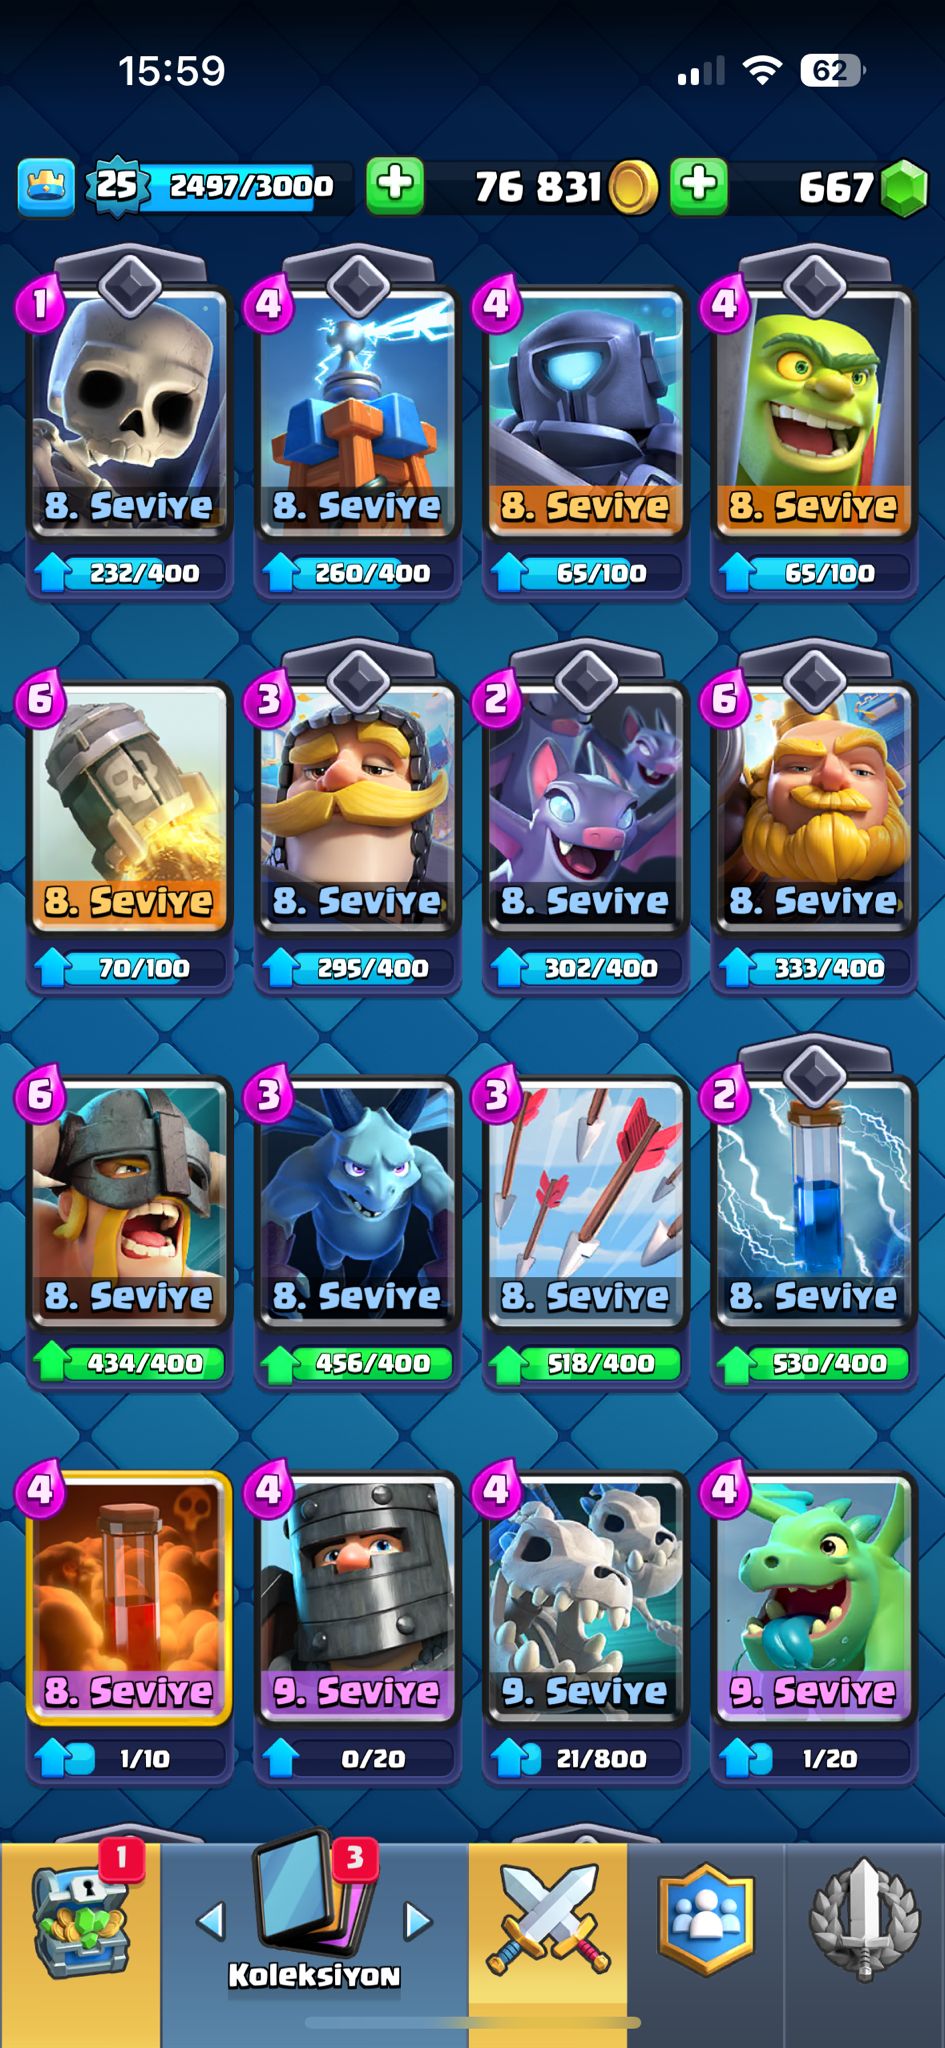 15:59
62
25 2497/3000 76 831 667
1 4 4 4
8. Seviye 8. Seviye 8. Seviye 8. Seviye
232/400 260/400 65/100 65/100
6 3 2 6
8. Seviye 8. Seviye 8. Seviye 8. Seviye
70/100 295/400 302/400 333/400
6 3 3 2
8. Seviye 8. Seviye 8. Seviye 8. Seviye
434/400 456/400 518/400 530/400
4 4 4 4
8. Seviye 9. Seviye 9. Seviye 9. Seviye
1/10 0/20 21/800 1/20
1 3
Koleksiyon